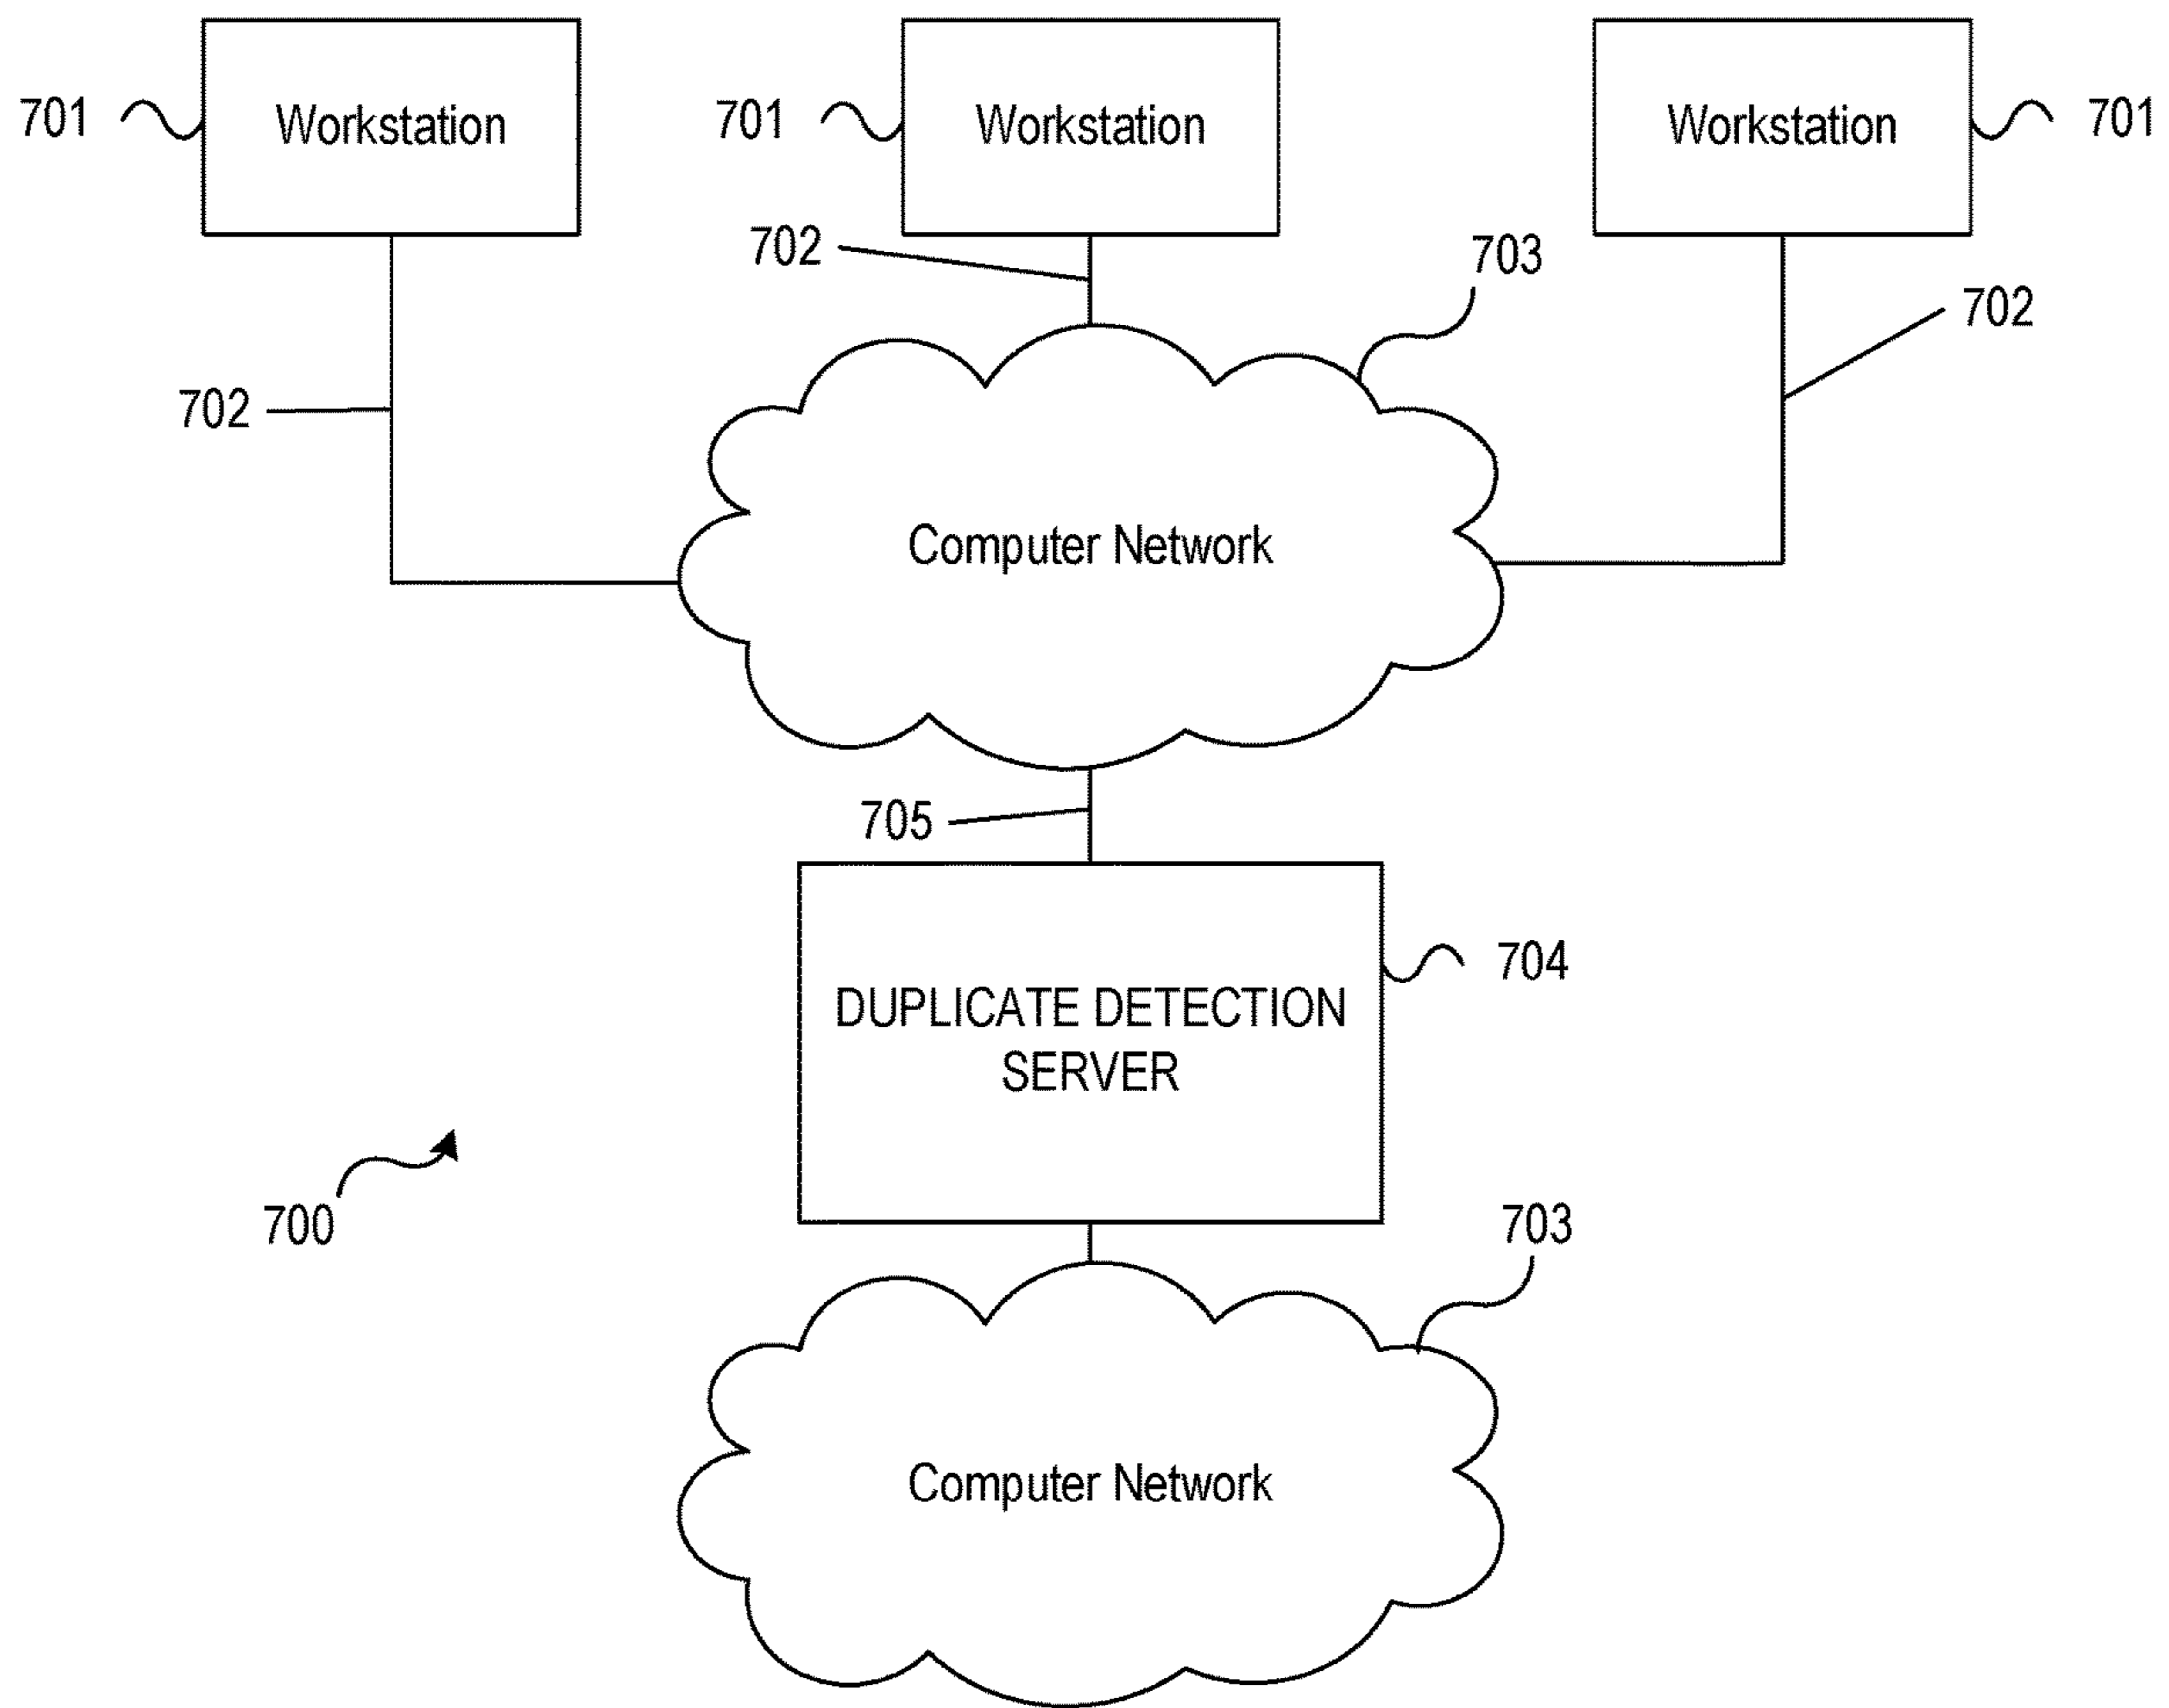 701
Workstation
701
Workstation
Workstation
701
702
703
702
702
Computer Network
705
704
DUPLICATE DETECTION
SERVER
700
703
Computer Network